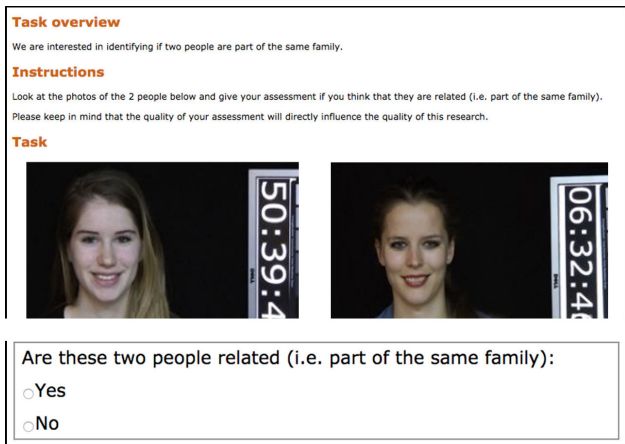 Task overview
We are interested in identifying if two people are part of the same family.
Instructions
Look at the photos of the 2 people below and give your assessment if you think that they are related (i.e. part of the same family).
Please keep in mind that the quality of your assessment will directly influence the quality of this research.
Task
50:39:4
DELL
06:32:46
DELL
Are these two people related (i.e. part of the same family):
Yes
No